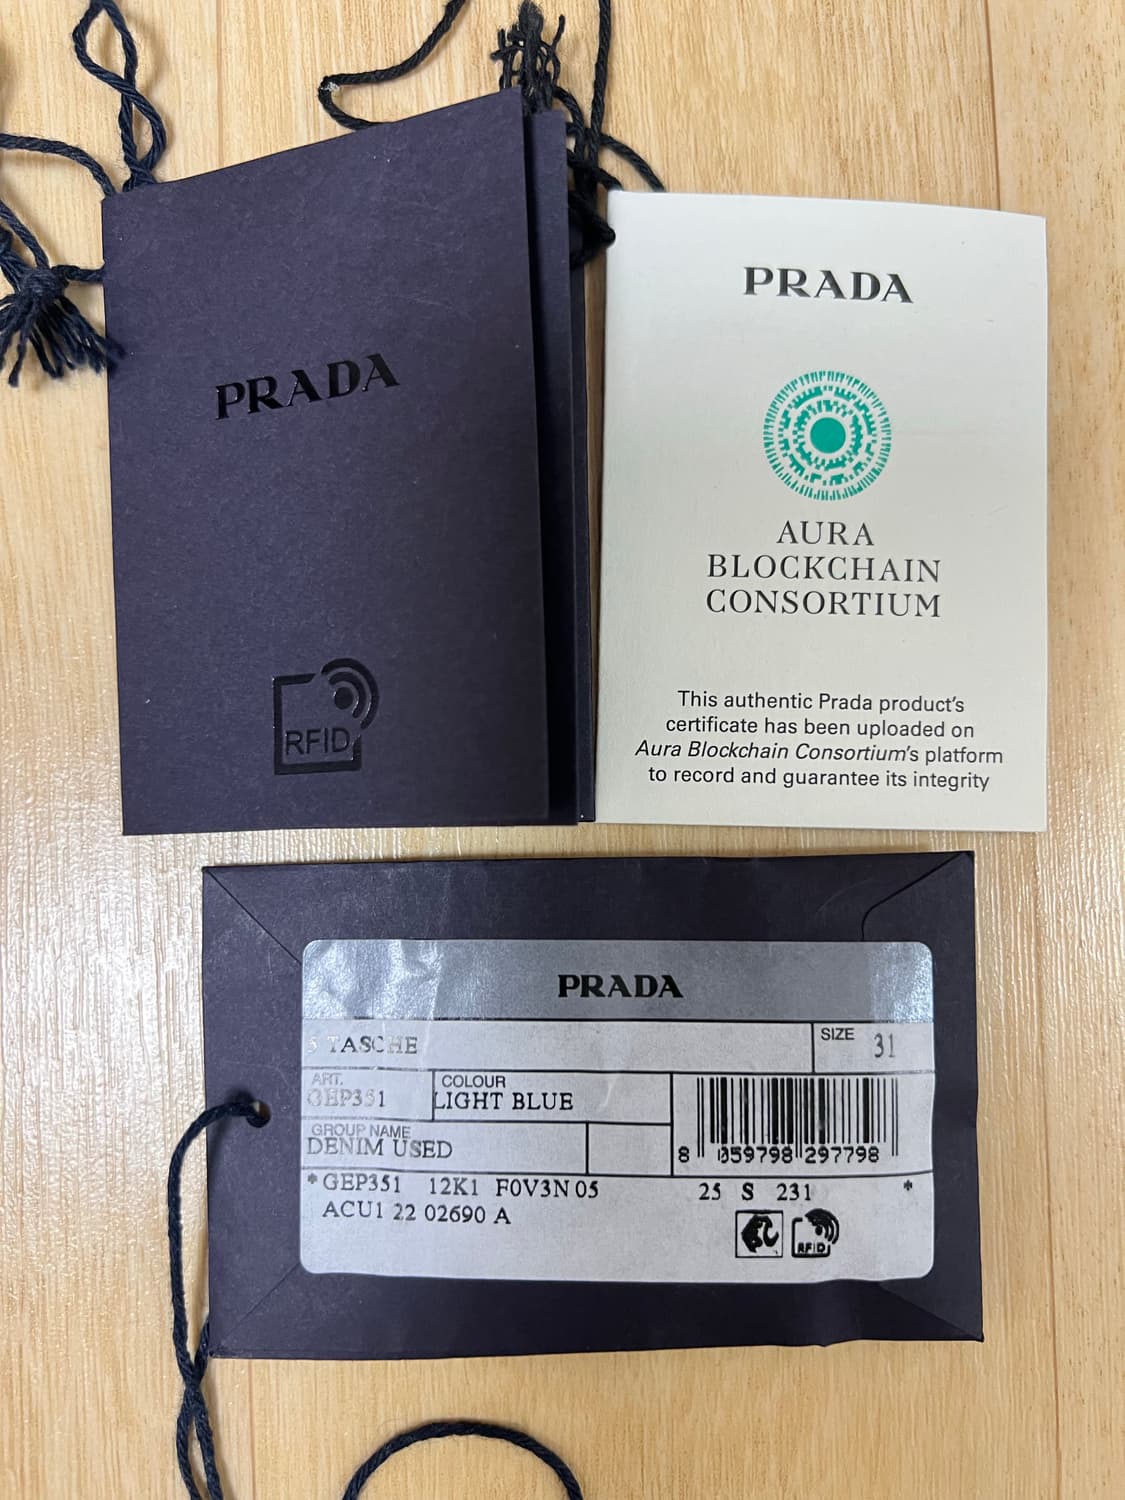 PRADA
RFID
PRADA
AURA
BLOCKCHAIN
CONSORTIUM
This authentic Prada product's
certificate has been uploaded on
Aura Blockchain Consortium's platform
to record and guarantee its integrity
PRADA
5 TASCHE
SIZE 31
ART.
GEP351
COLOUR
LIGHT BLUE
GROUP NAME
DENIM USED
8 059798 297798
*GEP351 12K1 F0V3N 05 25 S 231 *
ACU1 22 02690 A
RFID